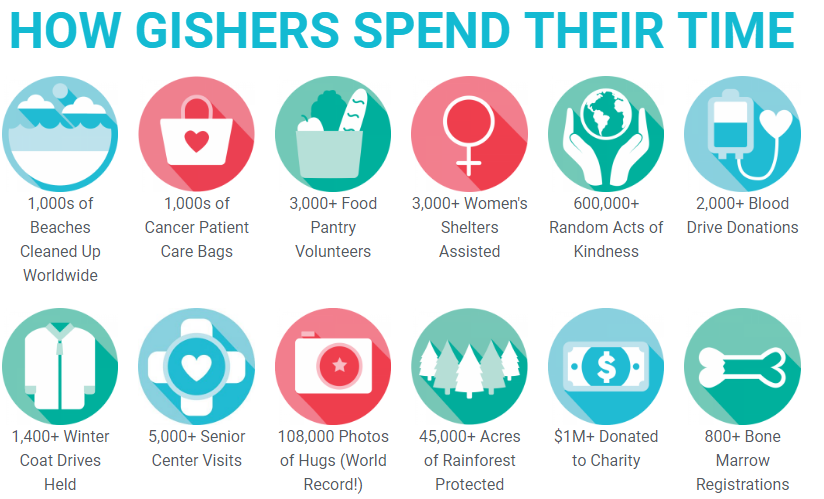 HOW GISHERS SPEND THEIR TIME
1,000s of
Beaches
Cleaned Up
Worldwide
1,000s of
Cancer Patient
Care Bags
3,000+ Food
Pantry
Volunteers
3,000+ Women's
Shelters
Assisted
600,000+
Random Acts of
Kindness
2,000+ Blood
Drive Donations
1,400+ Winter
Coat Drives
Held
5,000+ Senior
Center Visits
108,000 Photos
of Hugs (World
Record!)
45,000+ Acres
of Rainforest
Protected
$
$1M+ Donated
to Charity
800+ Bone
Marrow
Registrations